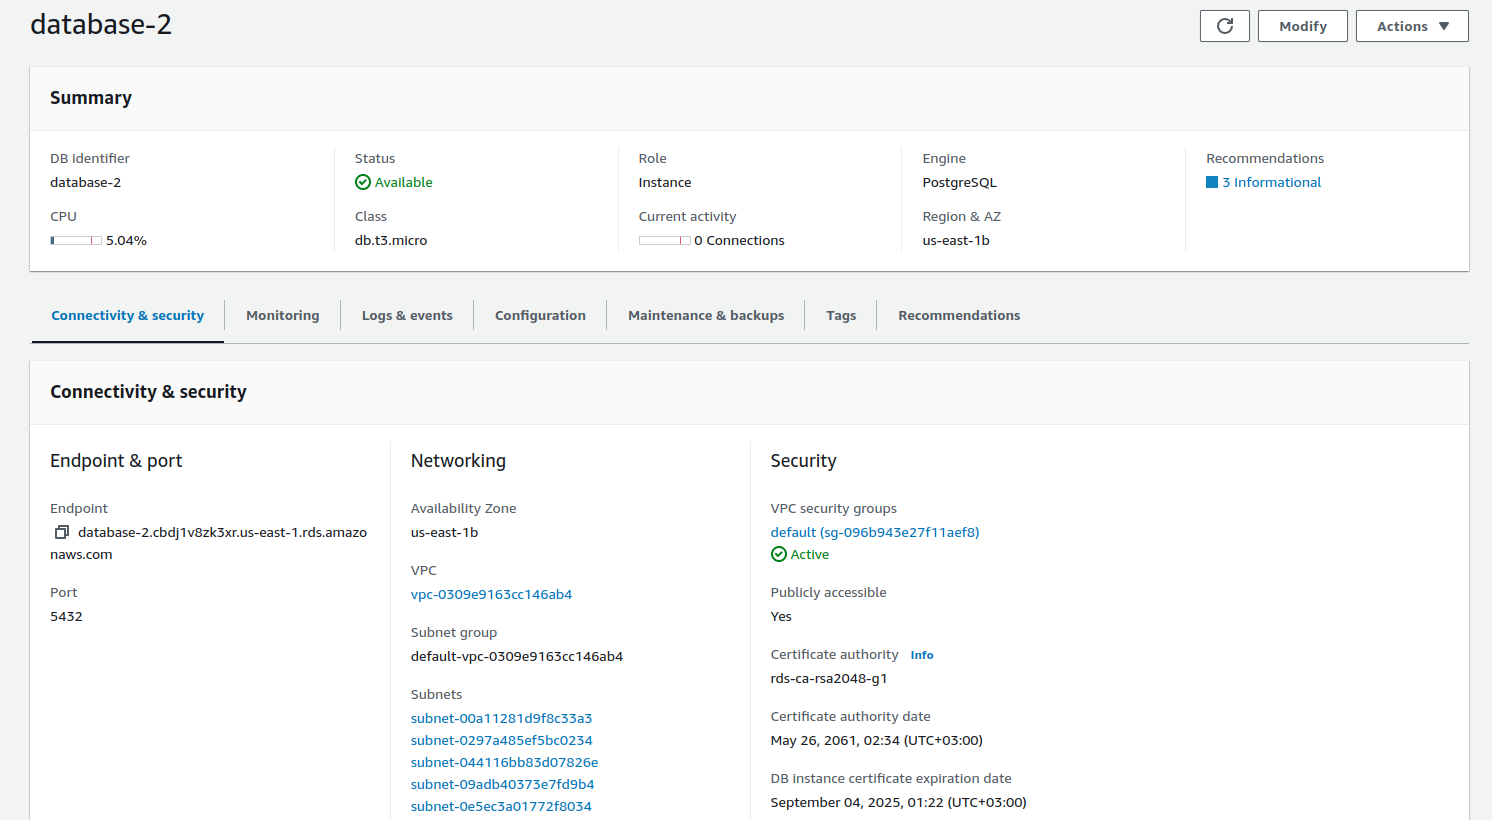 database-2
Modify
Actions
Summary
DB identifier
database-2
Status
Available
Role
Instance
Engine
PostgreSQL
Recommendations
3 Informational
CPU
5.04%
Class
db.t3.micro
Current activity
0 Connections
Region & AZ
us-east-1b
Connectivity & security
Monitoring
Logs & events
Configuration
Maintenance & backups
Tags
Recommendations
Connectivity & security
Endpoint & port
Endpoint
database-2.cbdj1v8zk3xr.us-east-1.rds.amazo
naws.com
Port
5432
Networking
Availability Zone
us-east-1b
VPC
vpc-0309e9163cc146ab4
Subnet group
default-vpc-0309e9163cc146ab4
Subnets
subnet-00a11281d9f8c33a3
subnet-0297a485ef5bc0234
subnet-044116bb83d07826e
subnet-09adb40373e7fd9b4
subnet-0e5ec3a01772f8034
Security
VPC security groups
default (sg-096b943e27f11aef8)
Active
Publicly accessible
Yes
Certificate authority Info
rds-ca-rsa2048-g1
Certificate authority date
May 26, 2061, 02:34 (UTC+03:00)
DB instance certificate expiration date
September 04, 2025, 01:22 (UTC+03:00)